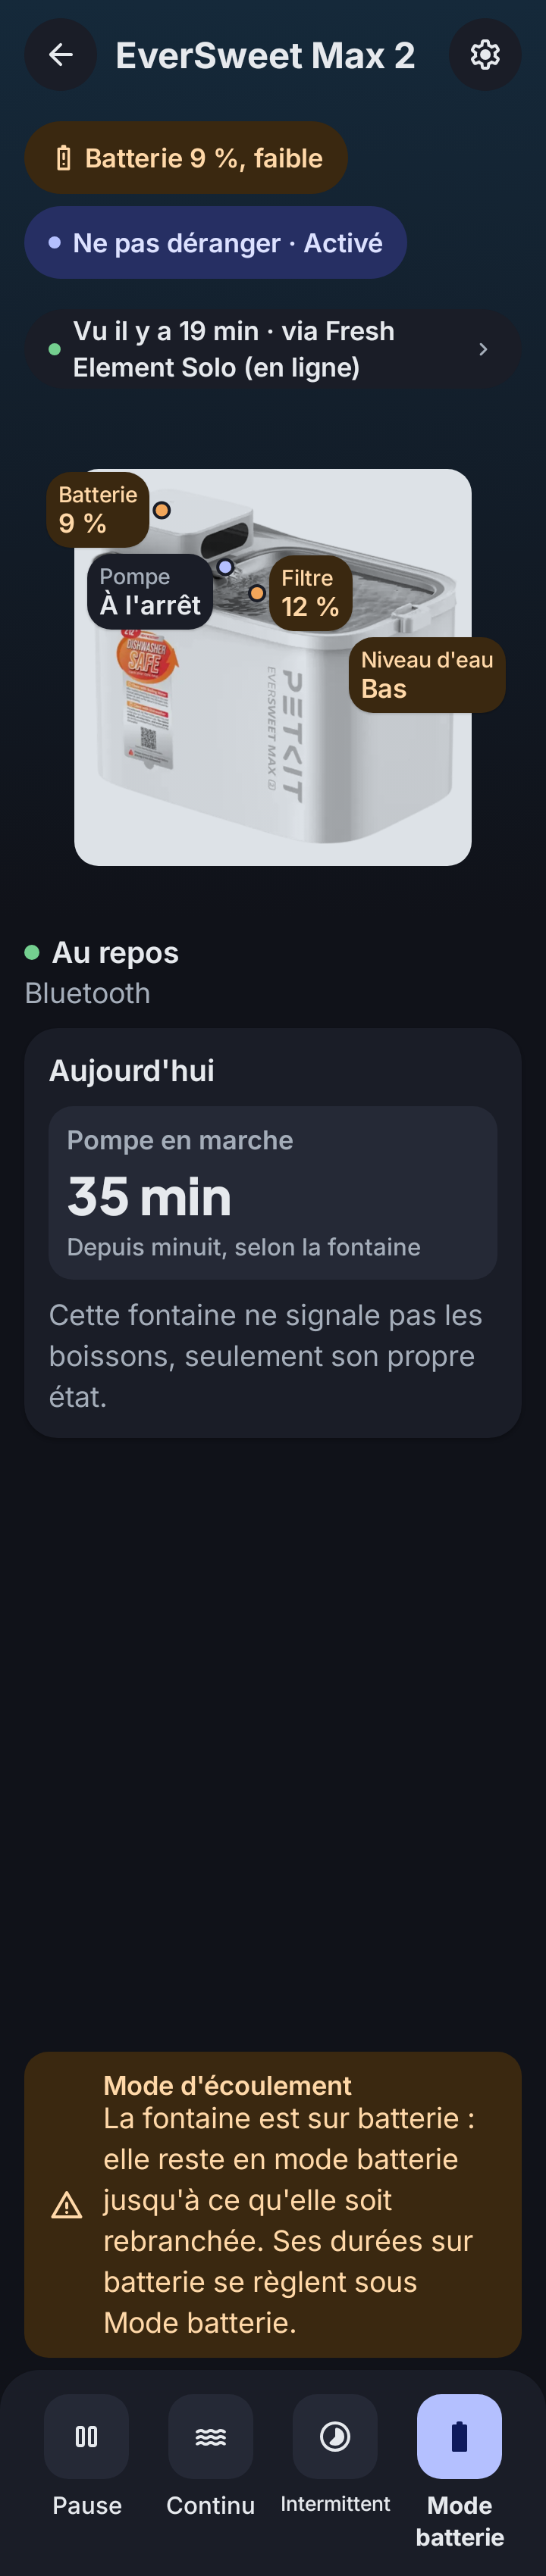 EverSweet Max 2
Batterie 9 %, faible
Ne pas déranger · Activé
Vu il y a 19 min · via Fresh
Element Solo (en ligne)
Batterie
9 %
Pompe
À l'arrêt
Filtre
12 %
Niveau d'eau
Bas
DISHWASHER
SAFE
PETKIT
EVERSWEET MAX 2
Au repos
Bluetooth
Aujourd'hui
Pompe en marche
35 min
Depuis minuit, selon la fontaine
Cette fontaine ne signale pas les
boissons, seulement son propre
état.
Mode d'écoulement
La fontaine est sur batterie :
elle reste en mode batterie
jusqu'à ce qu'elle soit
rebranchée. Ses durées sur
batterie se règlent sous
Mode batterie.
Pause
Continu
Intermittent
Mode
batterie